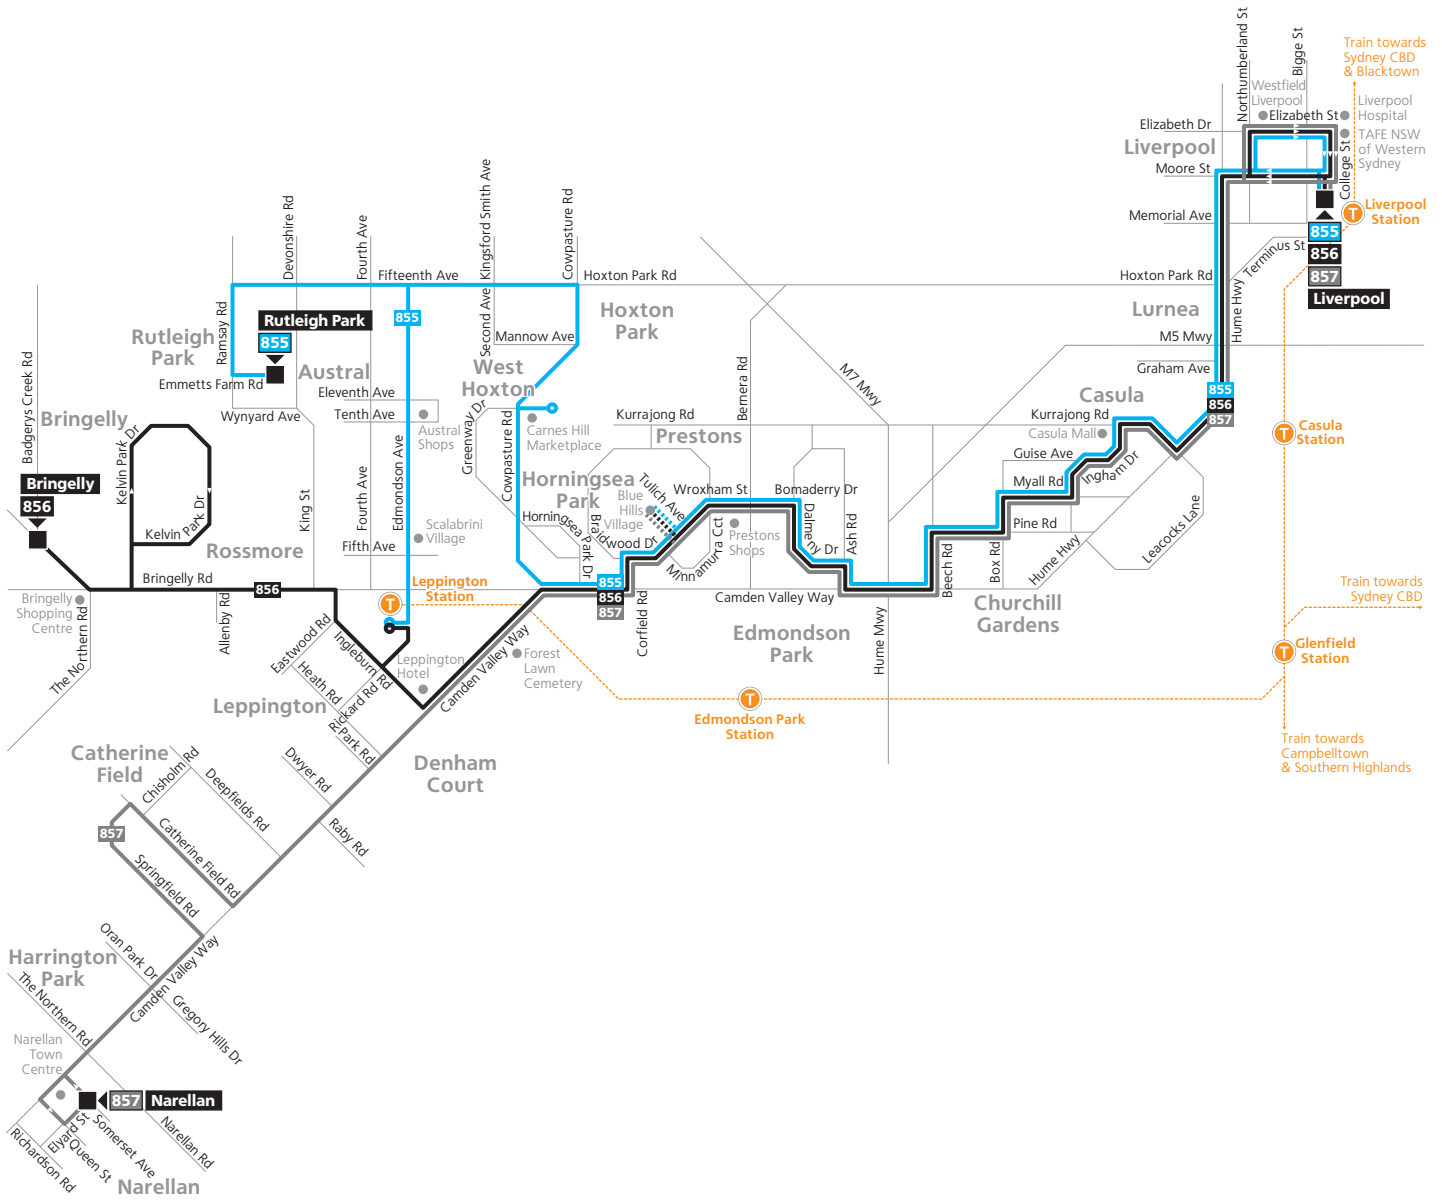 Northumberland St
Bigge St
Train towards
Sydney CBD
& Blacktown
Westfield
Liverpool
Liverpool
Hospital
Elizabeth Dr
Elizabeth St
Liverpool
TAFE NSW
of Western
Sydney
Moore St
College St
Memorial Ave
Liverpool
Station
855
856
857
Liverpool
Terminus St
Hoxton Park Rd
Lurnea
Hume Hwy
M5 Mwy
Graham Ave
855
856
857
Casula
Kurrajong Rd
Casula Mall
Casula
Station
Guise Ave
Ingham Dr
Myall Rd
Pine Rd
Box Rd
Hume Hwy
Leacocks Lane
Beech Rd
Churchill
Gardens
Train towards
Sydney CBD
Glenfield
Station
Train towards
Campbelltown
& Southern Highlands
Devonshire Rd
Fourth Ave
Kingsford Smith Ave
Cowpasture Rd
Fifteenth Ave
Hoxton Park Rd
Ramsay Rd
Rutleigh Park
855
Rutleigh
Park
Emmetts Farm Rd
Austral
855
Second Ave
Mannow Ave
Hoxton
Park
West
Hoxton
M7 Mwy
Bernera Rd
Eleventh Ave
Tenth Ave
Wynyard Ave
Austral
Shops
Greenway Dr
Cowpasture Rd
Carnes Hill
Marketplace
Kurrajong Rd
Prestons
Badgerys Creek Rd
Bringelly
Kelvin Park Dr
Bringelly
856
Kelvin Park Dr
King St
Fourth Ave
Edmondson Ave
Rossmore
Fifth Ave
Scalabrini
Village
Horningsea
Park
Horningsea Park Dr
Braidwood Dr
Tulich Ave
Blue
Hills
Village
Wroxham St
Minnamurra Cct
Prestons
Shops
Bomaderry Dr
Dalmeny Dr
Ash Rd
Camden Valley Way
Hume Mwy
Edmondson
Park
Corfield Rd
855
856
857
Bringelly Rd
856
Bringelly
Shopping
Centre
The Northern Rd
Allenby Rd
Leppington
Station
Eastwood Rd
Ingleburn Rd
Heath Rd
Rickard Rd
Park Rd
Leppington
Hotel
Leppington
Camden Valley Way
Forest
Lawn
Cemetery
Edmondson Park
Station
Denham
Court
Catherine
Field
Chisholm Rd
Deepfields Rd
Dwyer Rd
Raby Rd
857
Catherine Field Rd
Springfield Rd
Harrington
Park
Oran Park Dr
Camden Valley Way
Gregory Hills Dr
The Northern Rd
Narellan
Town
Centre
857
Narellan
Elyard St
Somerset Ave
Queen St
Richardson Rd
Narellan Rd
Narellan
T
T
T
T
T